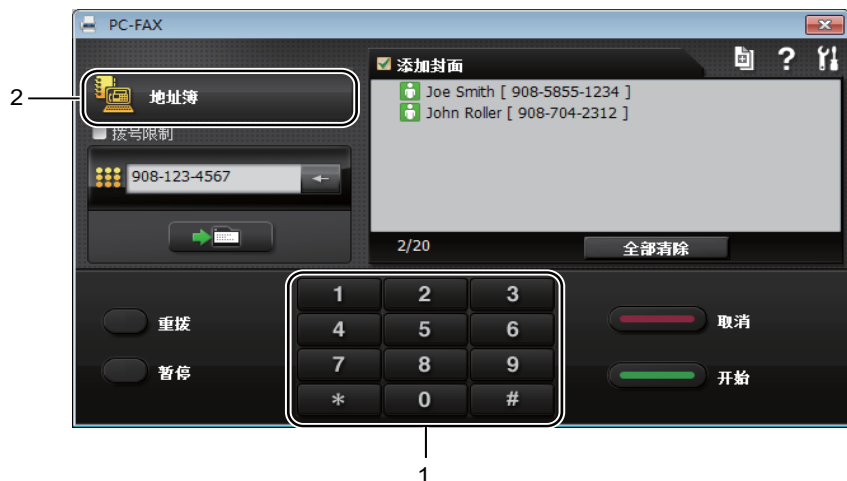 PC-FAX
2
地址簿
添加封面
?
Joe Smith [ 908-5855-1234 ]
John Roller [ 908-704-2312 ]
拨号限制
908-123-4567
2/20
全部清除
1 2 3
4 5 6
7 8 9
* 0 #
重拨
暂停
取消
开始
1